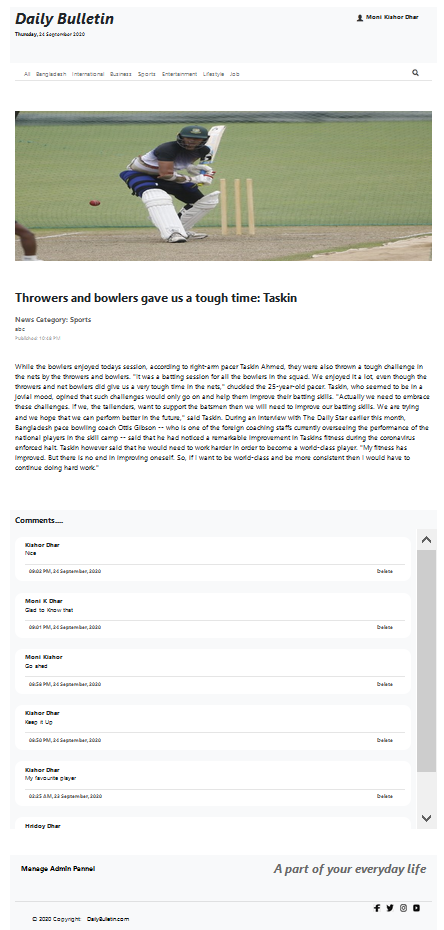 Daily Bulletin
Moni Kishor Dhar
Thursday, 24 September 2020
All Bangladesh International Business Sports Entertainment Lifestyle Job
Throwers and bowlers gave us a tough time: Taskin
News Category: Sports
abc
Published 10:48 PM
While the bowlers enjoyed todays session, according to right-arm pacer Taskin Ahmed, they were also thrown a tough challenge in
the nets by the throwers and bowlers. "It was a batting session for all the bowlers in the squad. We enjoyed it a lot, even though the
throwers and net bowlers did give us a very tough time in the nets," chuckled the 25-year-old pacer. Taskin, who seemed to be in a
jovial mood, opined that such challenges would only go on and help them improve their batting skills. "Actually we need to embrace
these challenges. If we, the tailenders, want to support the batsmen then we will need to improve our batting skills. We are trying
and we hope that we can perform better in the future," said Taskin. During an interview with The Daily Star earlier this month,
Bangladesh pace bowling coach Ottis Gibson -- who is one of the foreign coaching staffs currently overseeing the performance of the
national players in the skill camp -- said that he had noticed a remarkable improvement in Taskins fitness during the coronavirus
enforced halt. Taskin however said that he would need to work harder in order to become a world-class player. "My fitness has
improved. But there is no end in improving oneself. So, if I want to be world-class and be more consistent then I would have to
continue doing hard work."
Comments....
Kishor Dhar
Nice
09:02 PM, 24 September, 2020 Delete
Moni K Dhar
Glad to Know that
09:01 PM, 24 September, 2020 Delete
Moni Kishor
Go ahed
08:58 PM, 24 September, 2020 Delete
Kishor Dhar
Keep it Up
08:50 PM, 24 September, 2020 Delete
Kishor Dhar
My favourite player
02:25 AM, 23 September, 2020 Delete
Hridoy Dhar
Manage Admin Pannel
A part of your everyday life
© 2020 Copyright: DailyBulletin.com